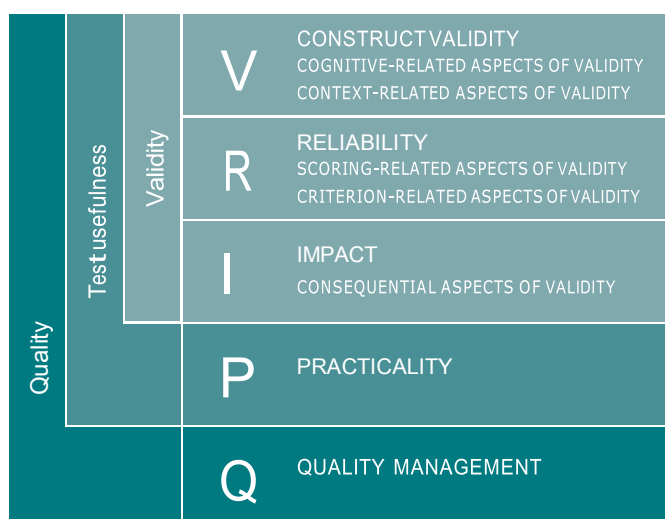 Quality
Test usefulness
Validity
V
CONSTRUCT VALIDITY
COGNITIVE-RELATED ASPECTS OF VALIDITY
CONTEXT-RELATED ASPECTS OF VALIDITY
R
RELIABILITY
SCORING-RELATED ASPECTS OF VALIDITY
CRITERION-RELATED ASPECTS OF VALIDITY
I
IMPACT
CONSEQUENTIAL ASPECTS OF VALIDITY
P
PRACTICALITY
Q
QUALITY MANAGEMENT